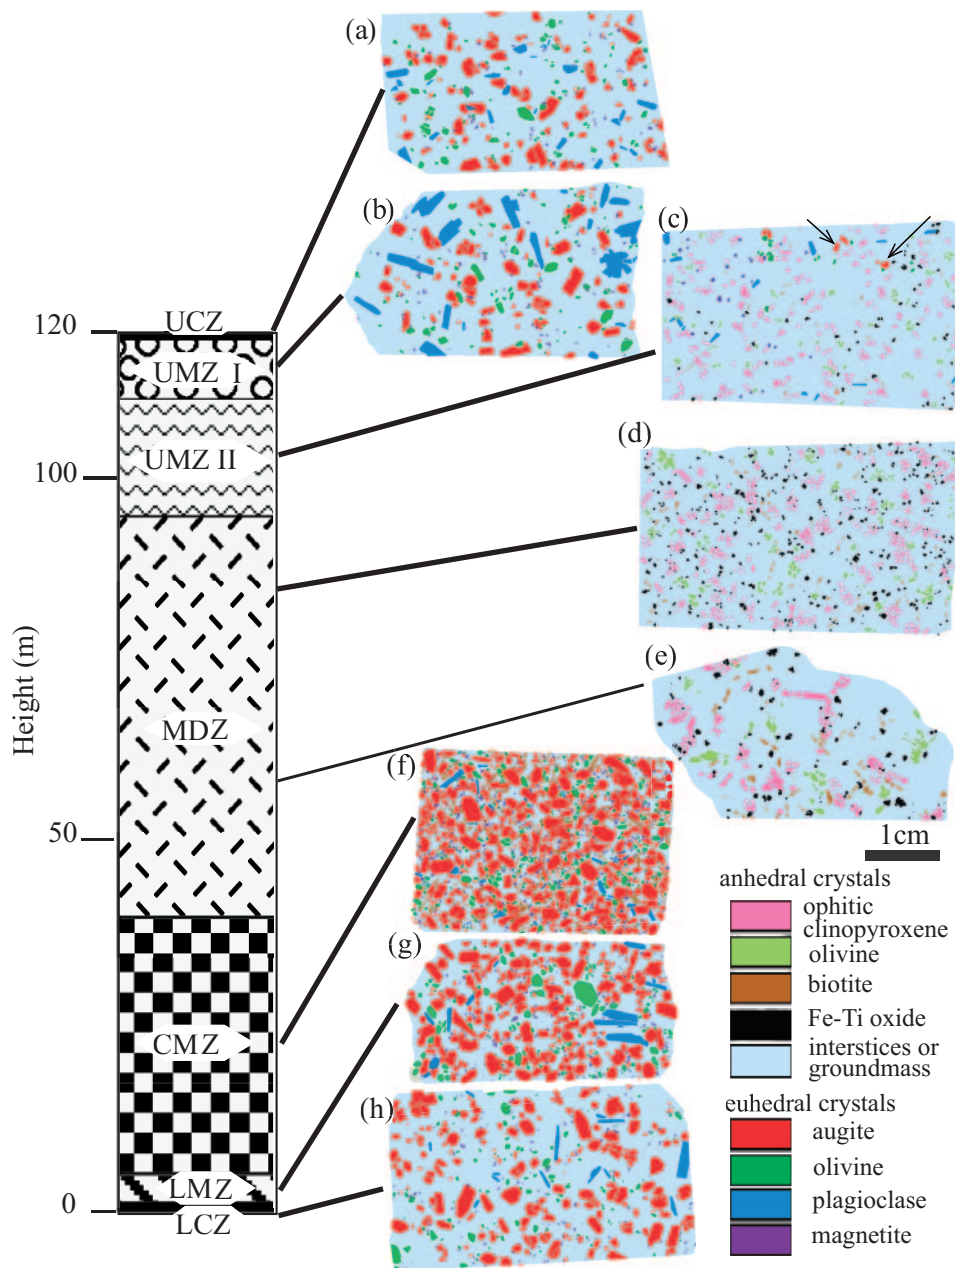 (a)
(b)
(c)
120
UCZ
UMZ I
UMZ II
100
(d)
Height (m)
MDZ
(e)
(f)
50
1cm
anhedral crystals
ophitic
clinopyroxene
olivine
biotite
Fe-Ti oxide
interstices or
groundmass
(g)
CMZ
(h)
euhedral crystals
augite
olivine
plagioclase
magnetite
LMZ
0
LCZ